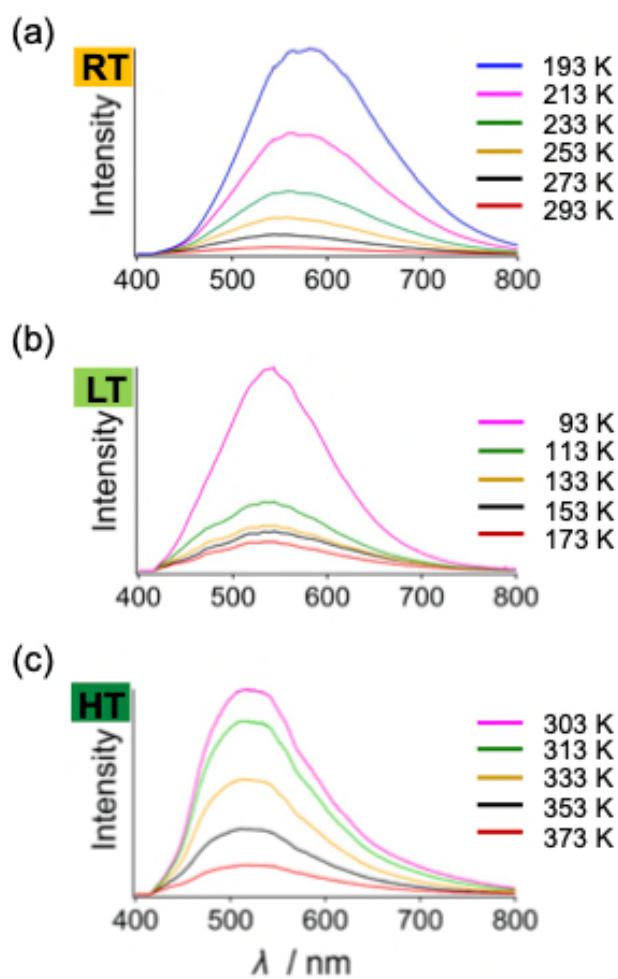 (a)
RT
Intensity
193 K
213 K
233 K
253 K
273 K
293 K
400 500 600 700 800
(b)
LT
Intensity
93 K
113 K
133 K
153 K
173 K
400 500 600 700 800
(c)
HT
Intensity
303 K
313 K
333 K
353 K
373 K
400 500 600 700 800
λ / nm